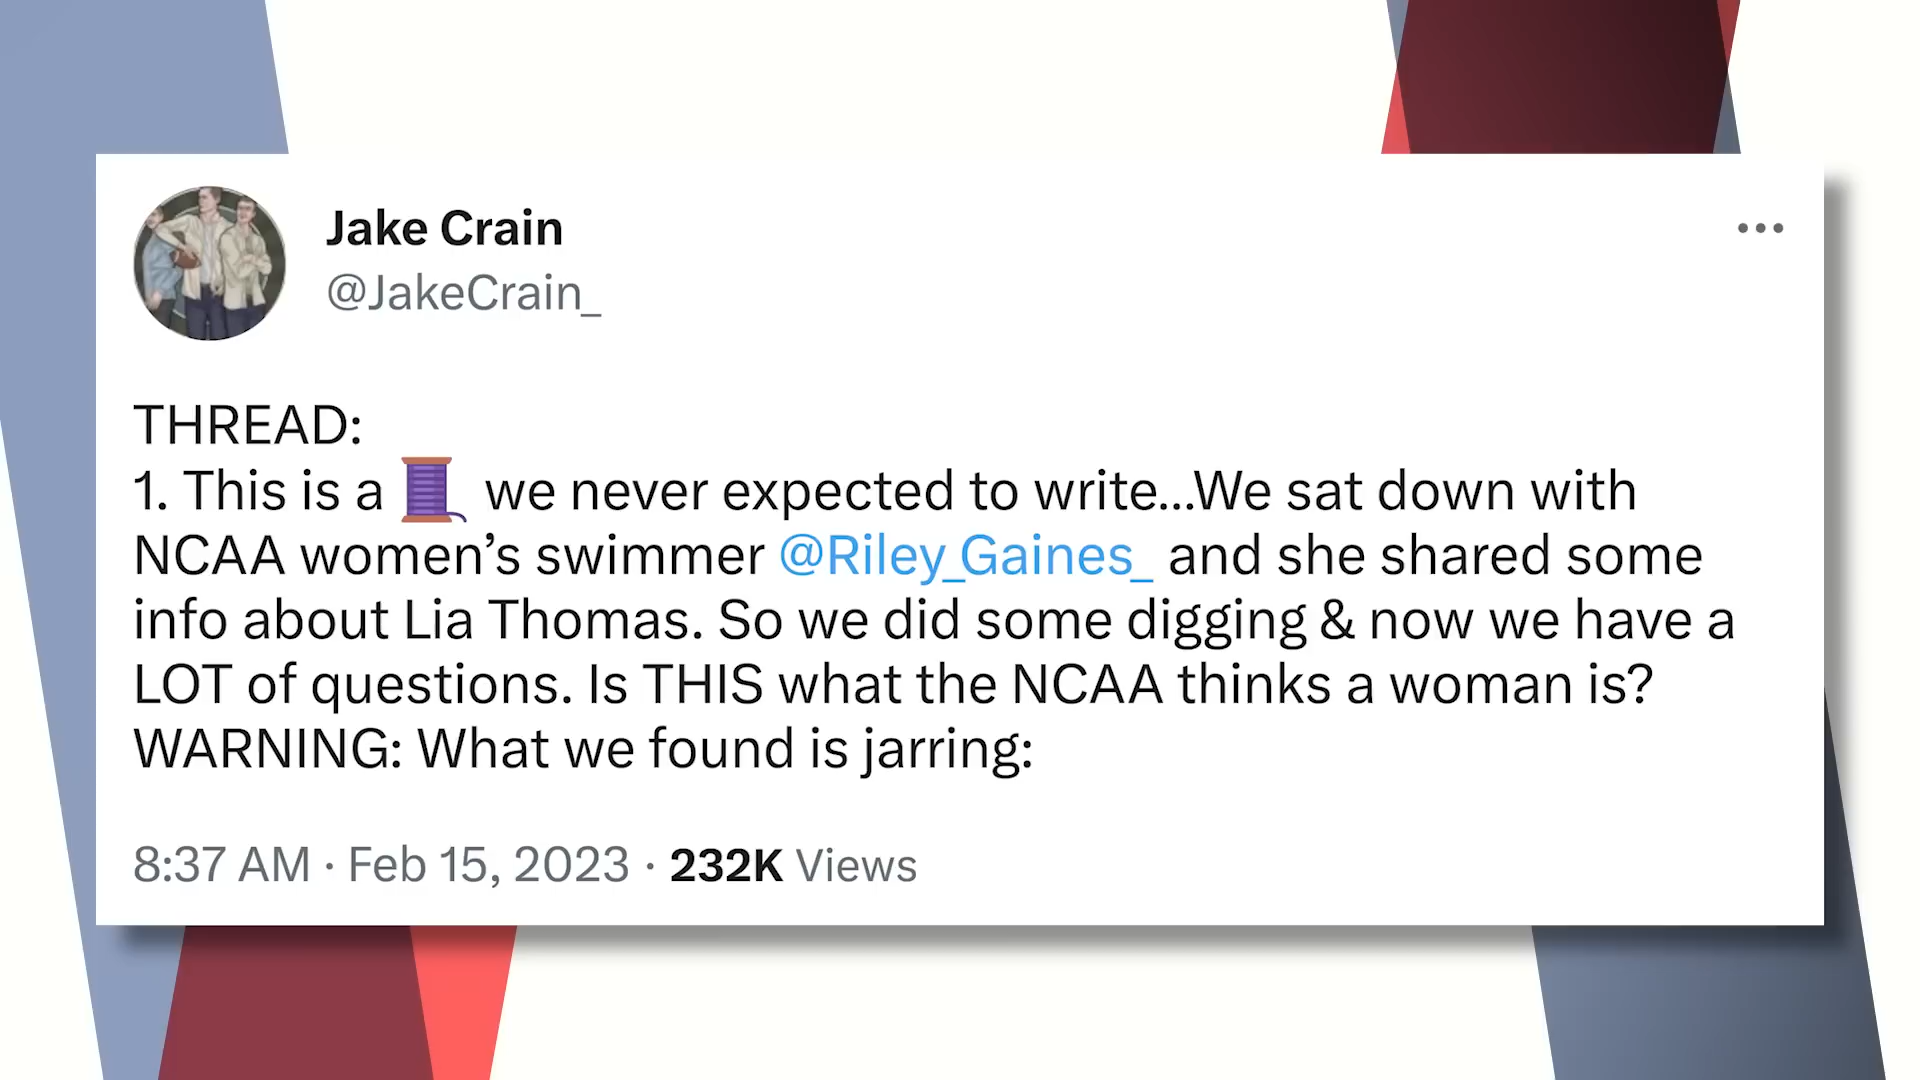 Jake Crain
@JakeCrain_
THREAD:
1. This is a 🧵 we never expected to write...We sat down with
NCAA women’s swimmer @Riley_Gaines_ and she shared some
info about Lia Thomas. So we did some digging & now we have a
LOT of questions. Is THIS what the NCAA thinks a woman is?
WARNING: What we found is jarring:
8:37 AM · Feb 15, 2023 · 232K Views